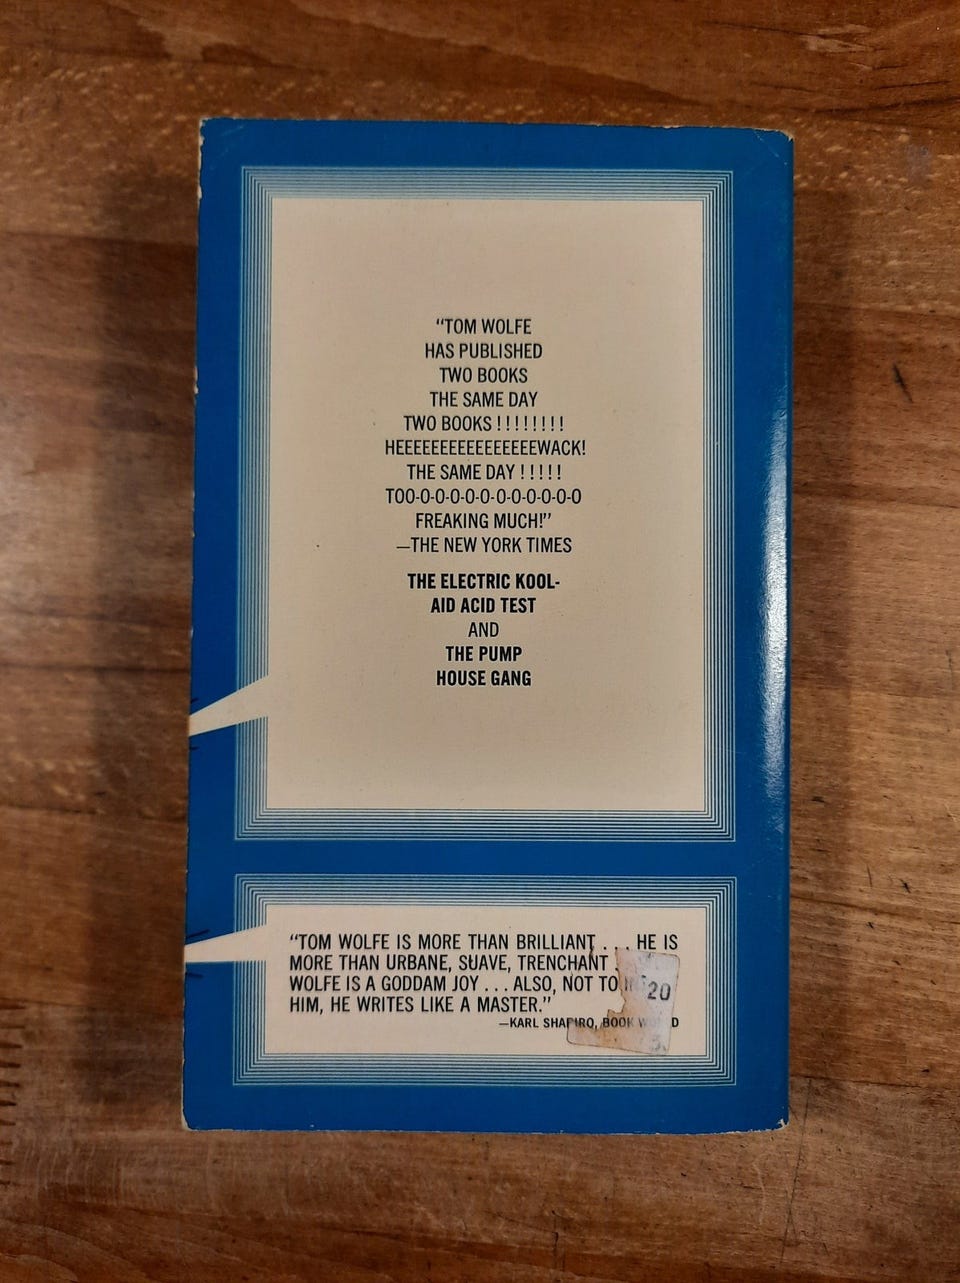 “TOM WOLFE
HAS PUBLISHED
TWO BOOKS
THE SAME DAY
TWO BOOKS ! ! ! ! ! ! ! !
HEEEEEEEEEEEEEEEEWACK!
THE SAME DAY ! ! ! ! !
TOO-O-O-O-O-O-O-O-O-O-O-O
FREAKING MUCH!”
—THE NEW YORK TIMES
THE ELECTRIC KOOL-
AID ACID TEST
AND
THE PUMP
HOUSE GANG
“TOM WOLFE IS MORE THAN BRILLIANT . . . HE IS
MORE THAN URBANE, SUAVE, TRENCHANT
WOLFE IS A GODDAM JOY . . . ALSO, NOT TO
HIM, HE WRITES LIKE A MASTER.”
—KARL SHAPIRO, BOOK WORLD
20